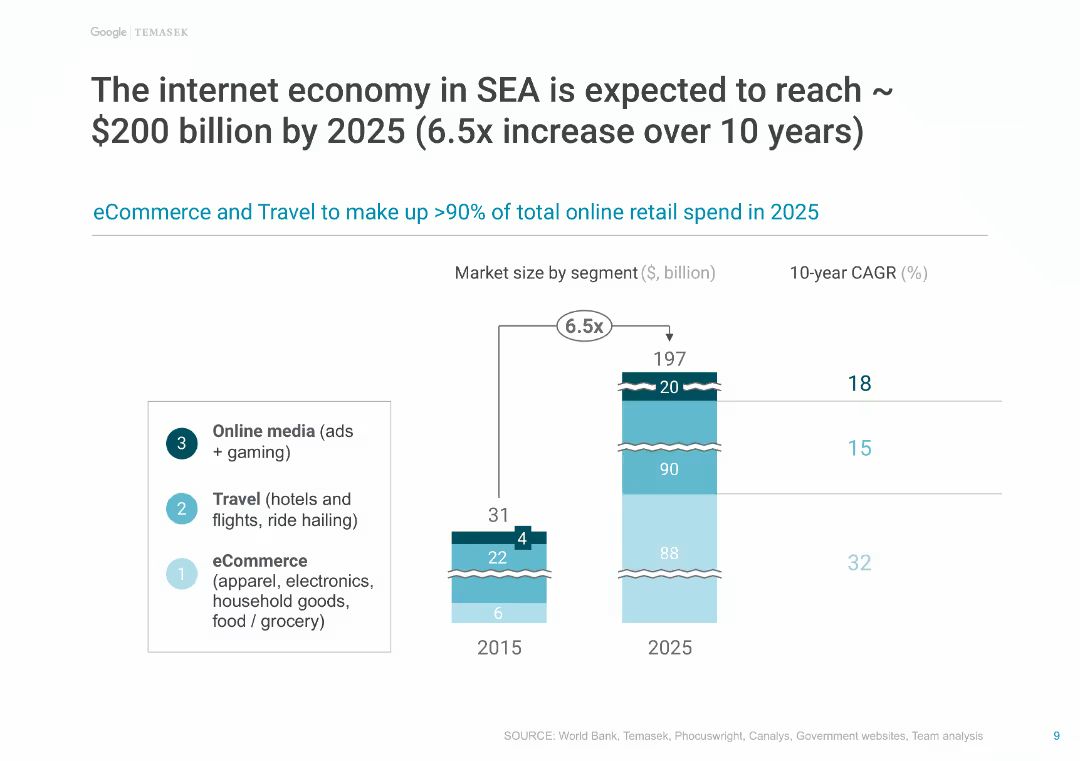 Google | TEMASEK
The internet economy in SEA is expected to reach ~
$200 billion by 2025 (6.5x increase over 10 years)
eCommerce and Travel to make up >90% of total online retail spend in 2025
Market size by segment ($, billion)
10-year CAGR (%)
6.5x
197
20
18
3
Online media (ads
+ gaming)
15
90
2
Travel (hotels and
flights, ride hailing)
31
4
22
88
32
1
eCommerce
(apparel, electronics,
household goods,
food / grocery)
6
2015
2025
SOURCE: World Bank, Temasek, Phocuswright, Canalys, Government websites, Team analysis
9